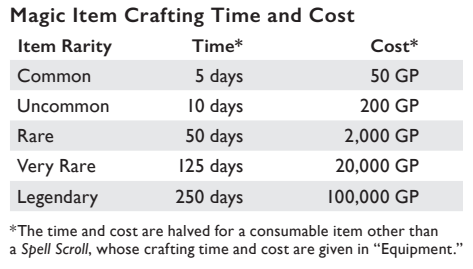 Magic Item Crafting Time and Cost
Item Rarity Time* Cost*
Common 5 days 50 GP
Uncommon 10 days 200 GP
Rare 50 days 2,000 GP
Very Rare 125 days 20,000 GP
Legendary 250 days 100,000 GP
*The time and cost are halved for a consumable item other than
a Spell Scroll, whose crafting time and cost are given in “Equipment.”